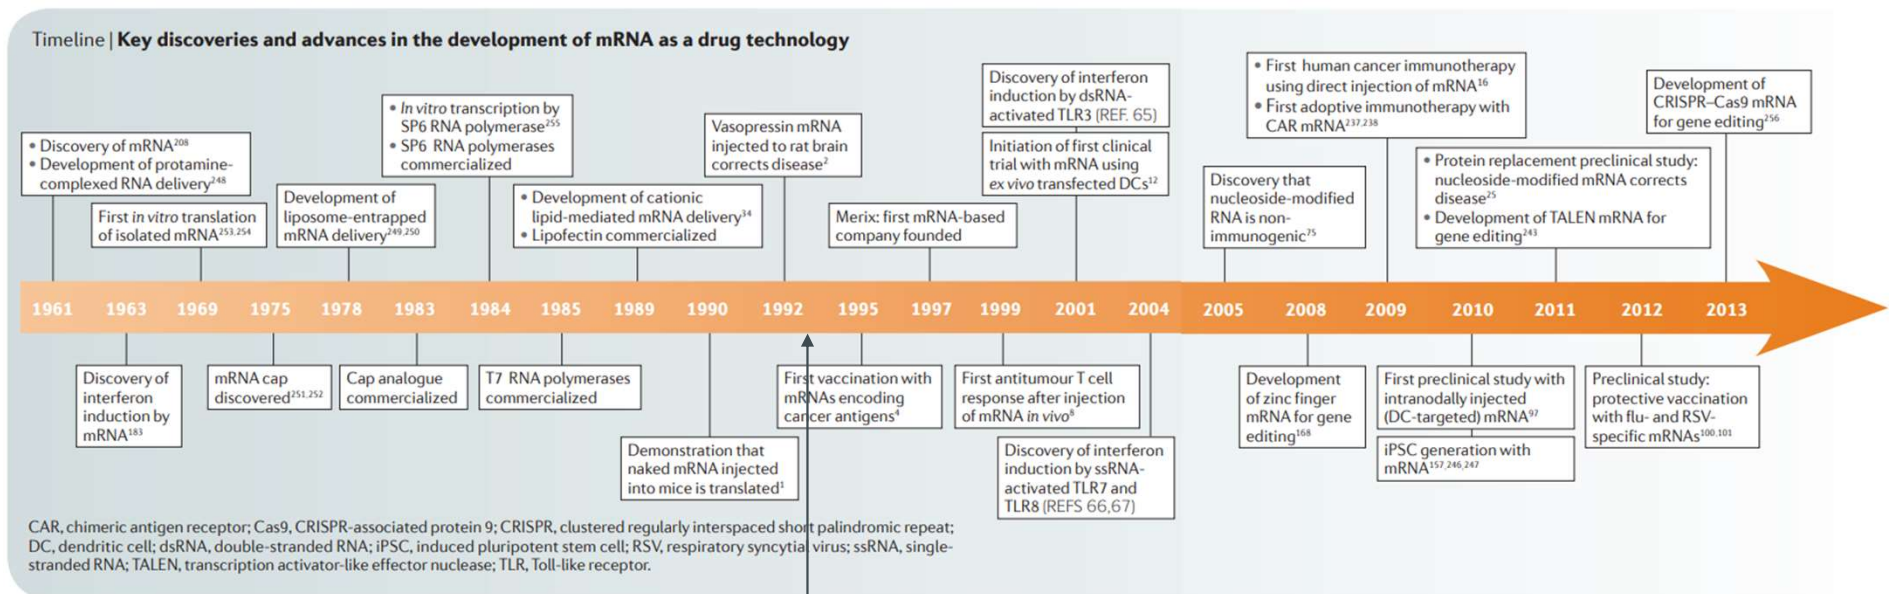 Timeline | Key discoveries and advances in the development of mRNA as a drug technology
• Discovery of mRNA²⁰⁸
• Development of protamine-
complexed RNA delivery²⁴⁸
First in vitro translation
of isolated mRNA²⁵³,²⁵⁴
Development of
liposome-entrapped
mRNA delivery²⁴⁹,²⁵⁰
• In vitro transcription by
SP6 RNA polymerase²⁵⁵
• SP6 RNA polymerases
commercialized
• Development of cationic
lipid-mediated mRNA delivery³⁴
• Lipofectin commercialized
Vasopressin mRNA
injected to rat brain
corrects disease²
Merix: first mRNA-based
company founded
Discovery of interferon
induction by dsRNA-
activated TLR3 (REF. 65)
Initiation of first clinical
trial with mRNA using
ex vivo transfected DCs¹²
Discovery that
nucleoside-modified
RNA is non-
immunogenic⁷⁵
• First human cancer immunotherapy
using direct injection of mRNA¹⁶
• First adoptive immunotherapy with
CAR mRNA²³⁷,²³⁸
• Protein replacement preclinical study:
nucleoside-modified mRNA corrects
disease²⁵
• Development of TALEN mRNA for
gene editing²⁴³
Development of
CRISPR–Cas9 mRNA
for gene editing²⁵⁶
1961 1963 1969 1975 1978 1983 1984 1985 1989 1990 1992 1995 1997 1999 2001 2004 2005 2008 2009 2010 2011 2012 2013
Discovery of
interferon
induction by
mRNA¹⁸³
mRNA cap
discovered²⁵¹,²⁵²
Cap analogue
commercialized
T7 RNA polymerases
commercialized
Demonstration that
naked mRNA injected
into mice is translated¹
First vaccination with
mRNAs encoding
cancer antigens⁴
First antitumour T cell
response after injection
of mRNA in vivo⁸
Discovery of interferon
induction by ssRNA-
activated TLR7 and
TLR8 (REFS 66,67)
Development
of zinc finger
mRNA for gene
editing¹⁶⁸
First preclinical study with
intranodally injected
(DC-targeted) mRNA⁹⁷
iPSC generation with
mRNA¹⁵⁷,²⁴⁶,²⁴⁷
Preclinical study:
protective vaccination
with flu- and RSV-
specific mRNAs¹⁰⁰,¹⁰¹
CAR, chimeric antigen receptor; Cas9, CRISPR-associated protein 9; CRISPR, clustered regularly interspaced short palindromic repeat;
DC, dendritic cell; dsRNA, double-stranded RNA; iPSC, induced pluripotent stem cell; RSV, respiratory syncytial virus; ssRNA, single-
stranded RNA; TALEN, transcription activator-like effector nuclease; TLR, Toll-like receptor.